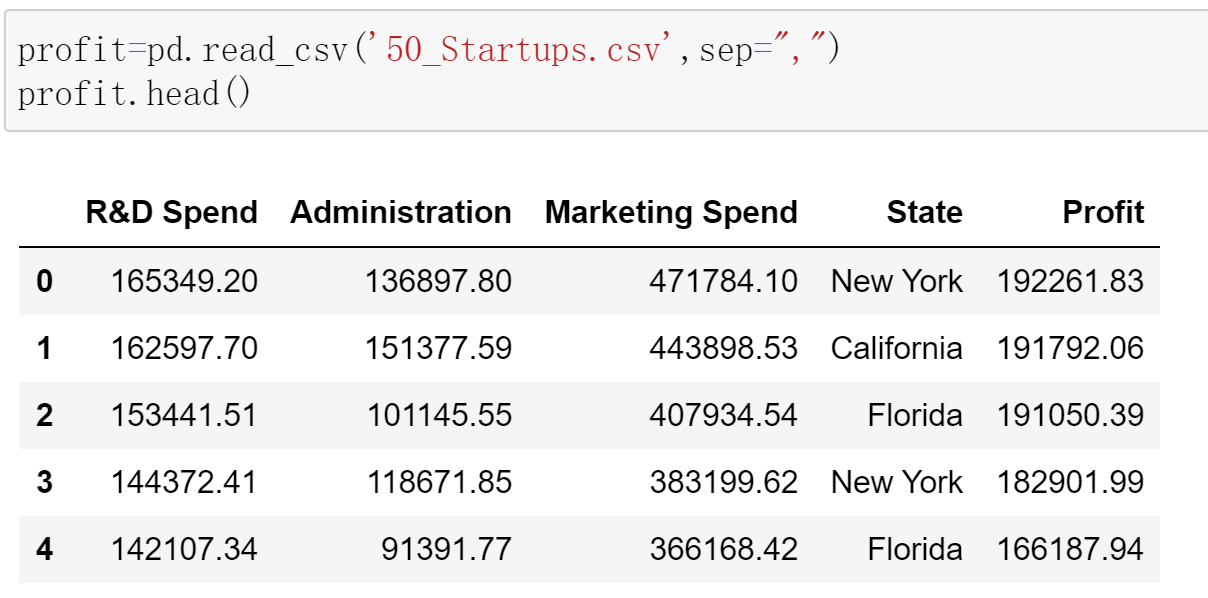 profit=pd.read_csv('50_Startups.csv',sep=",")
profit.head()
R&D Spend Administration Marketing Spend State Profit
0 165349.20 136897.80 471784.10 New York 192261.83
1 162597.70 151377.59 443898.53 California 191792.06
2 153441.51 101145.55 407934.54 Florida 191050.39
3 144372.41 118671.85 383199.62 New York 182901.99
4 142107.34 91391.77 366168.42 Florida 166187.94